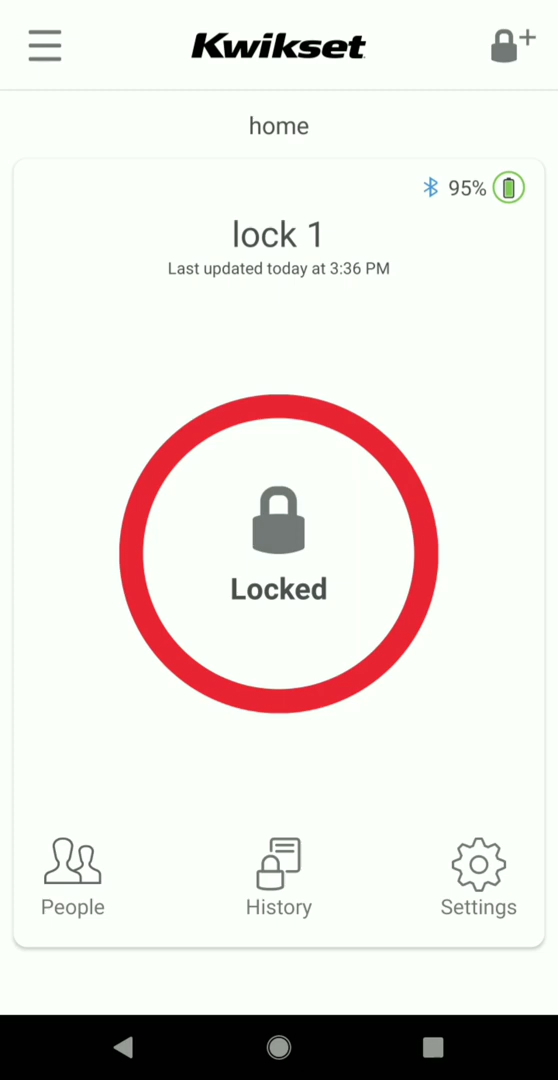 Kwikset
home
95%
lock 1
Last updated today at 3:36 PM
Locked
People
History
Settings